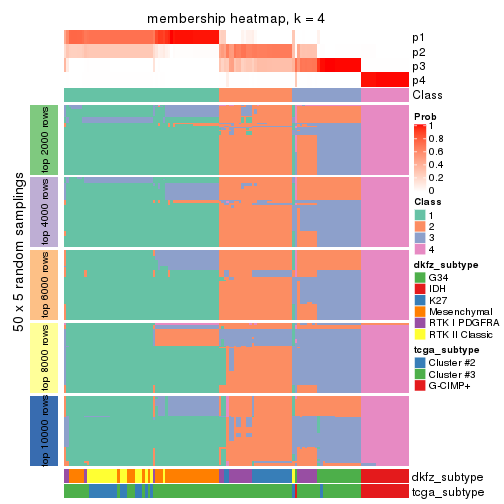 membership heatmap, k = 4
p1
p2
p3
p4
Class
50 x 5 random samplings
top 2000 rows
top 4000 rows
top 6000 rows
top 8000 rows
top 10000 rows
Prob
1
0.8
0.6
0.4
0.2
0
Class
1
2
3
4
dkfz_subtype
G34
IDH
K27
Mesenchymal
RTK I PDGFRA
RTK II Classic
tcga_subtype
Cluster #2
Cluster #3
G-CIMP+
dkfz_subtype
tcga_subtype